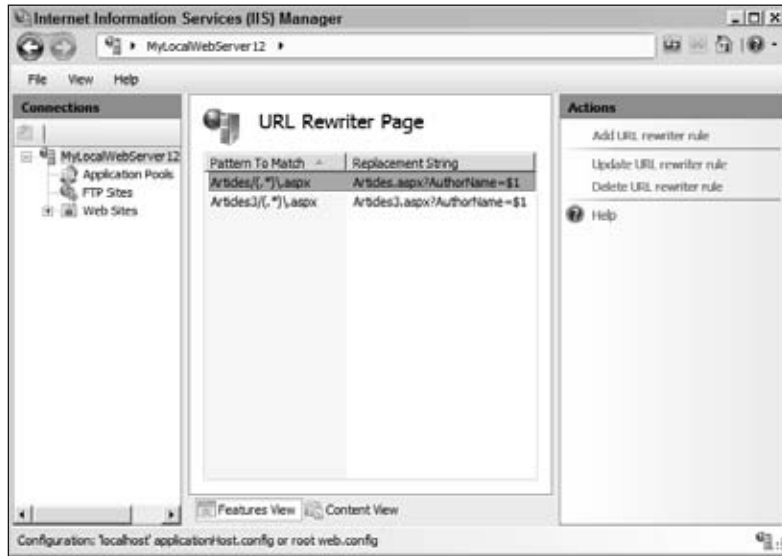 Internet Information Services (IIS) Manager
MyLocalWebServer12
File View Help
Connections
MyLocalWebServer12
Application Pools
FTP Sites
Web Sites
URL Rewriter Page
Pattern To Match Replacement String
Articles/(.*)\.aspx Articles.aspx?AuthorName=$1
Articles3/(.*)\.aspx Articles3.aspx?AuthorName=$1
Features View Content View
Actions
Add URL rewriter rule
Update URL rewriter rule
Delete URL rewriter rule
Help
Configuration: 'localhost' applicationHost.config or root web.config